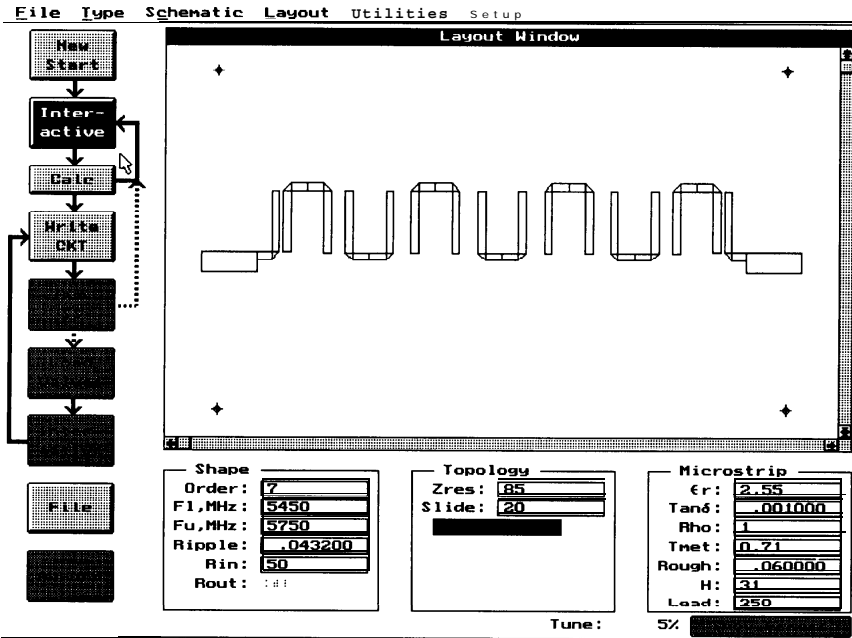 File Type Schematic Layout Utilities Setup
Layout Window
New
Start
Inter-
active
Calc
Write
CKT
File
Shape
Order: 7
Fl,MHz: 5450
Fu,MHz: 5750
Ripple: .043200
Rin: 50
Rout:
Topology
Zres: 85
Slide: 20
Microstrip
εr: 2.55
Tanδ: .001000
Rho: 1
Tmet: 0.71
Rough: .060000
H: 31
Load: 250
Tune: 5%